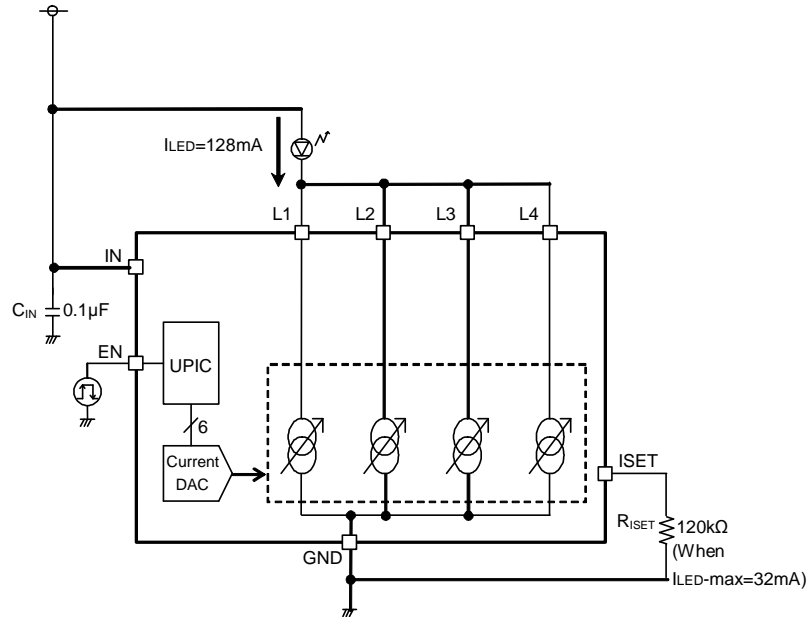 ILED=128mA
L1
L2
L3
L4
IN
CIN
0.1µF
EN
UPIC
6
Current
DAC
ISET
RISET
120kΩ
(When
ILED-max=32mA)
GND